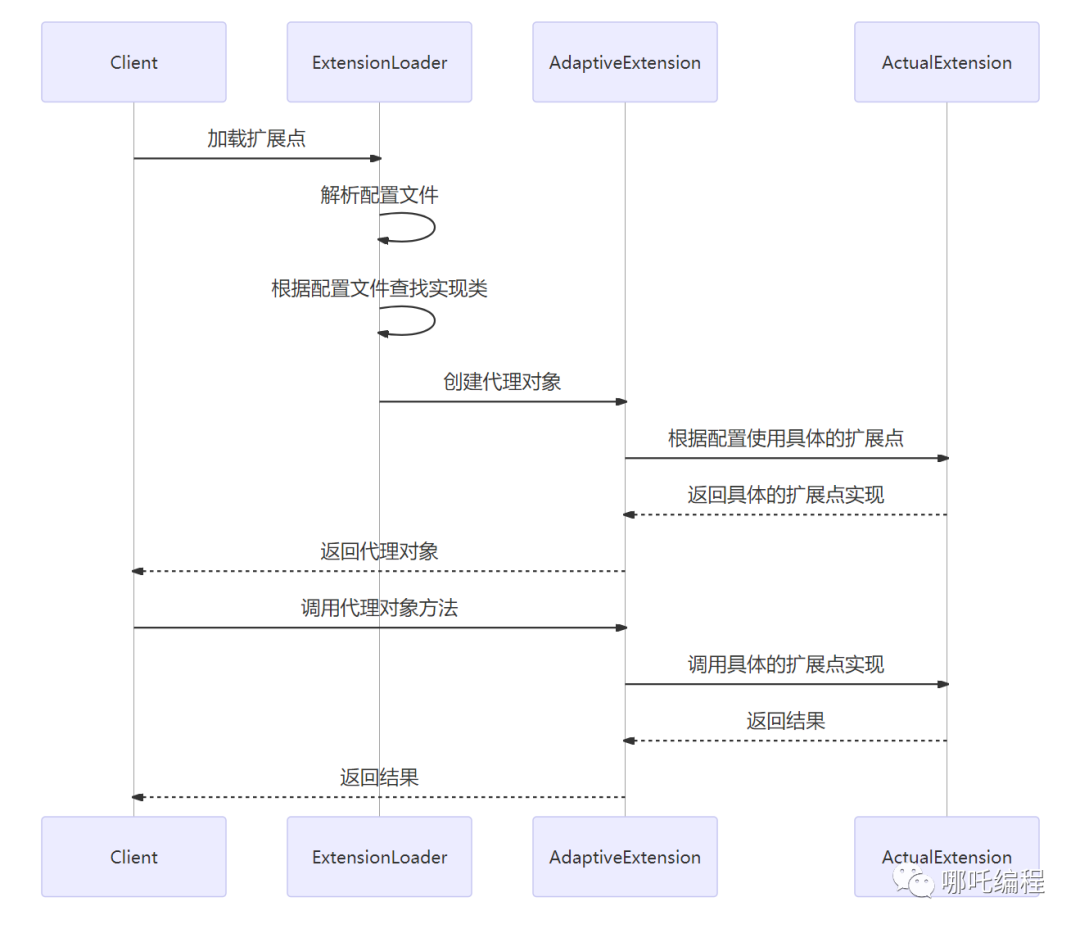 Client
ExtensionLoader
AdaptiveExtension
ActualExtension
加载扩展点
解析配置文件
根据配置文件查找实现类
创建代理对象
根据配置使用具体的扩展点
返回具体的扩展点实现
返回代理对象
调用代理对象方法
调用具体的扩展点实现
返回结果
返回结果
Client
ExtensionLoader
AdaptiveExtension
ActualExtension
哪吒编程